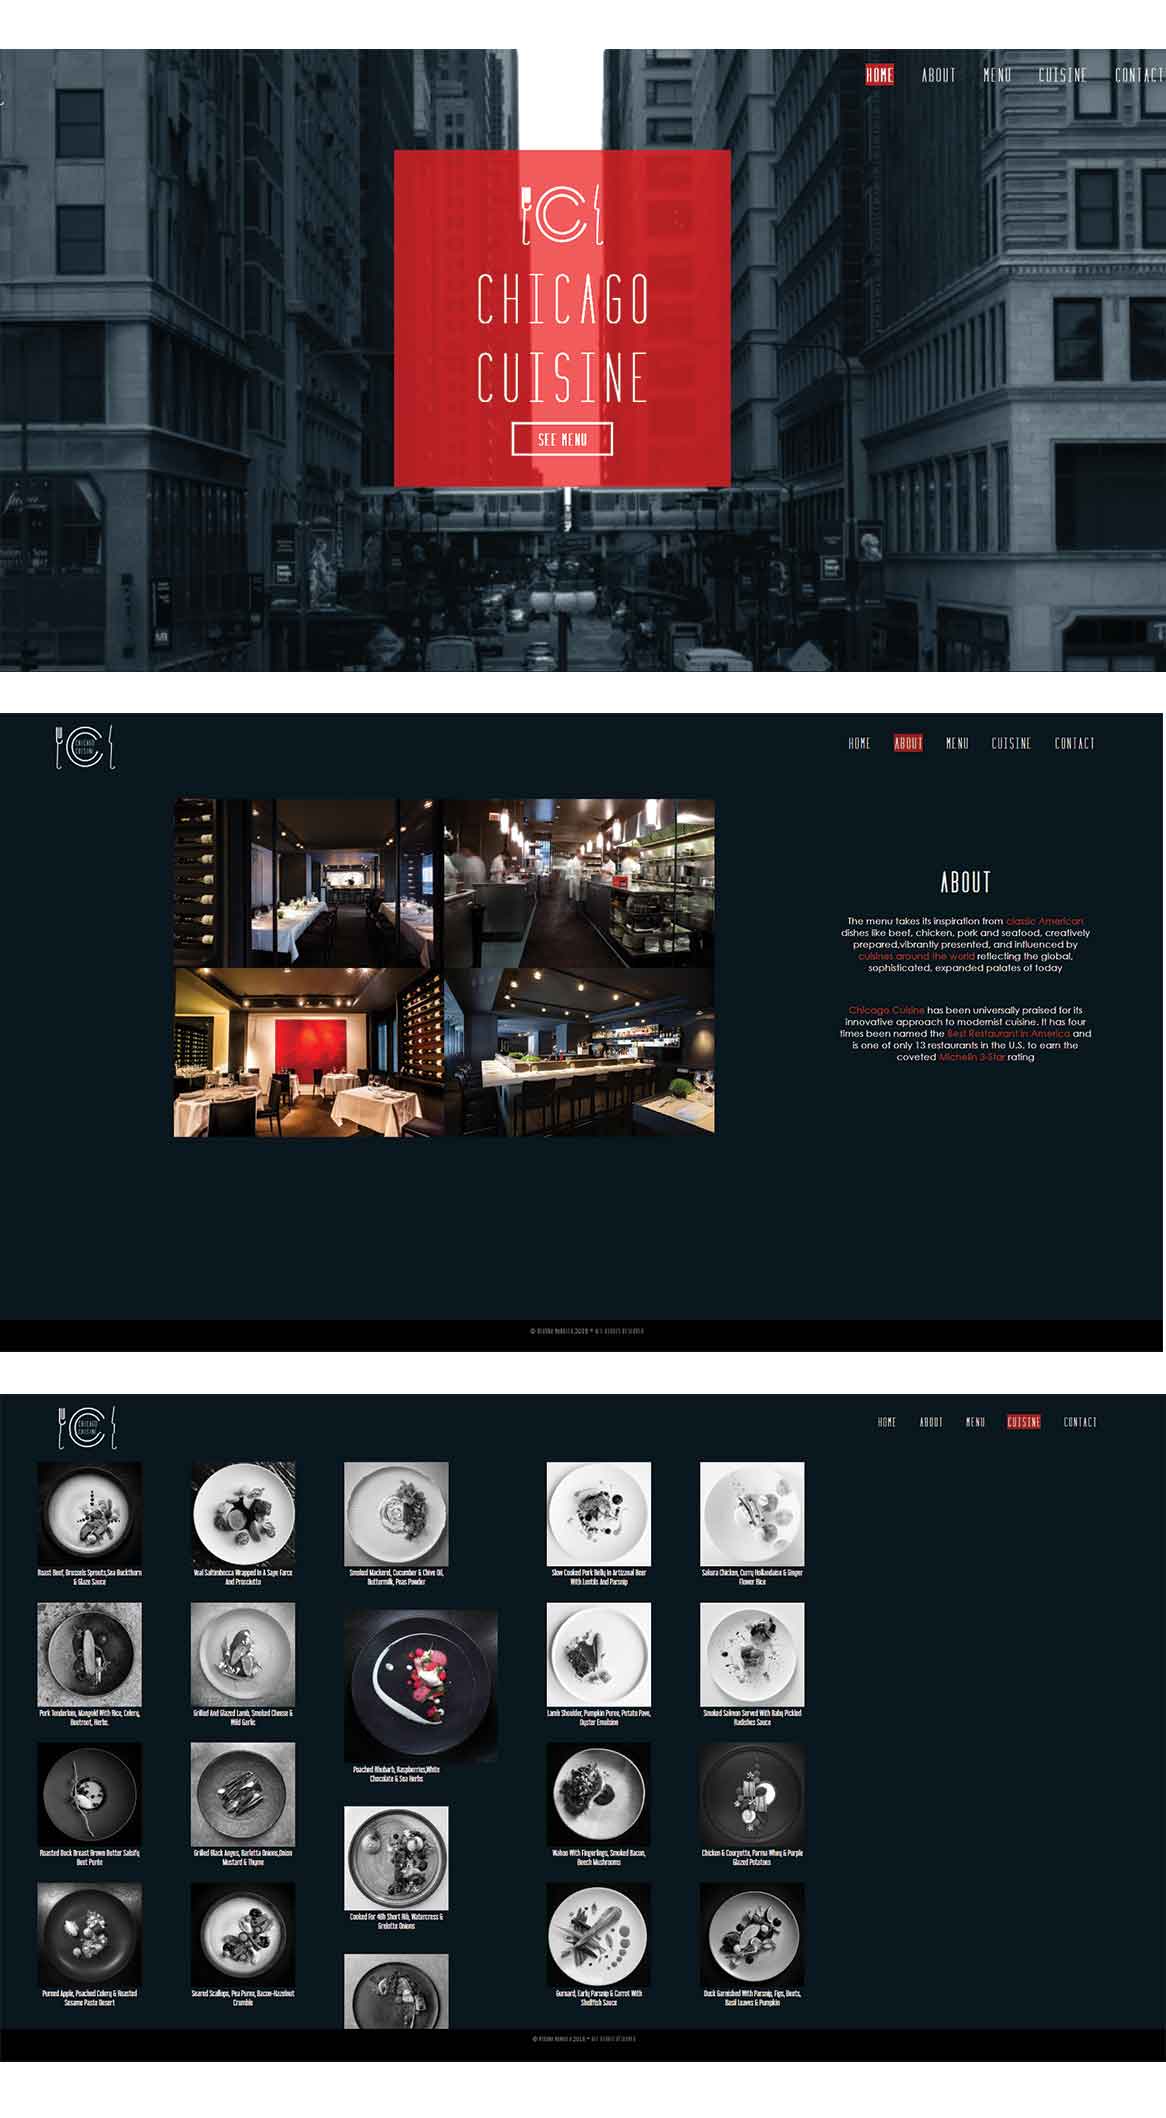 HOME ABOUT MENU CUISINE CONTACT
CHICAGO
CUISINE
SEE MENU
CHICAGO
CUISINE
HOME ABOUT MENU CUISINE CONTACT
ABOUT
The menu takes its inspiration from classic American
dishes like beef, chicken, pork and seafood, creatively
prepared,vibrantly presented, and influenced by
cuisines around the world reflecting the global,
sophisticated, expanded palates of today
Chicago Cuisine has been universally praised for its
innovative approach to modernist cuisine. It has four
times been named the Best Restaurant in America and
is one of only 13 restaurants in the U.S. to earn the
coveted Michelin 3-Star rating
CHICAGO
CUISINE
HOME ABOUT MENU CUISINE CONTACT
Roast Beef, Brussels Sprouts,Sea Buckthorn
& Glaze Sauce
Veal Saltimbocca Wrapped In A Sage Farce
And Prosciutto
Smoked Mackerel, Cucumber & Chive Oil,
Buttermilk, Peas Powder
Slow Cooked Pork Belly In Artisanal Beer
With Lentils And Parsnip
Sakura Chicken, Curry Hollandaise & Ginger
Flower Rice
Pork Tenderloin, Mangold With Rice, Celery,
Beetroot, Herbs.
Grilled And Glazed Lamb, Smoked Cheese &
Wild Garlic
Poached Rhubarb, Raspberries,White
Chocolate & Sea Herbs
Lamb Shoulder, Pumpkin Puree, Potato Pave,
Oyster Emulsion
Smoked Salmon Served With Baby Pickled
Radishes Sauce
Roasted Duck Breast Brown Butter Salsify
Beet Purée
Grilled Black Angus, Barletta Onions,Onion
Mustard & Thyme
Cooked For 48h Short Rib, Watercress &
Grelotte Onions
Wahoo With Fingerlings, Smoked Bacon,
Beech Mushrooms
Chicken & Courgette, Parma Whey & Purple
Glazed Potatoes
Pureed Apple, Poached Celery & Roasted
Sesame Pasta Desert
Seared Scallops, Pea Puree, Bacon-Hazelnut
Crumble
Gurnard, Early Parsnip & Carrot With
Shellfish Sauce
Duck Garnished With Parsnip, Figs, Beets,
Basil Leaves & Pumpkin